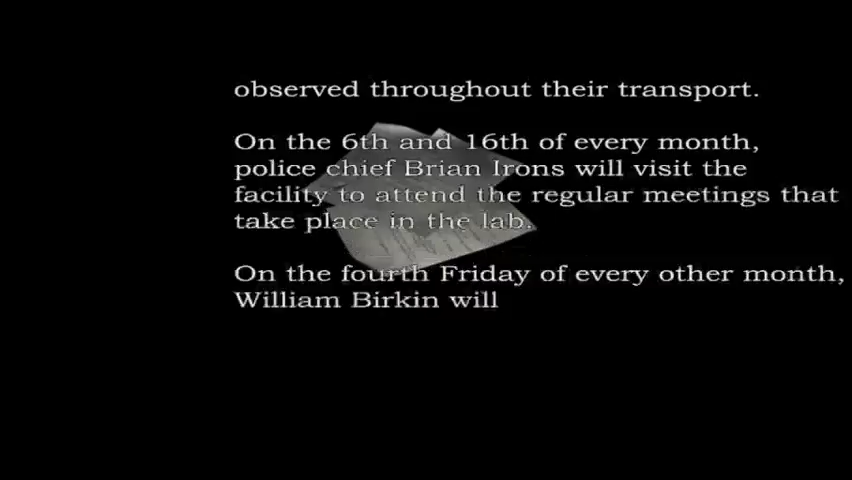 observed throughout their transport.
On the 6th and 16th of every month,
police chief Brian Irons will visit the
facility to attend the regular meetings that
take place in the lab.
On the fourth Friday of every other month,
William Birkin will